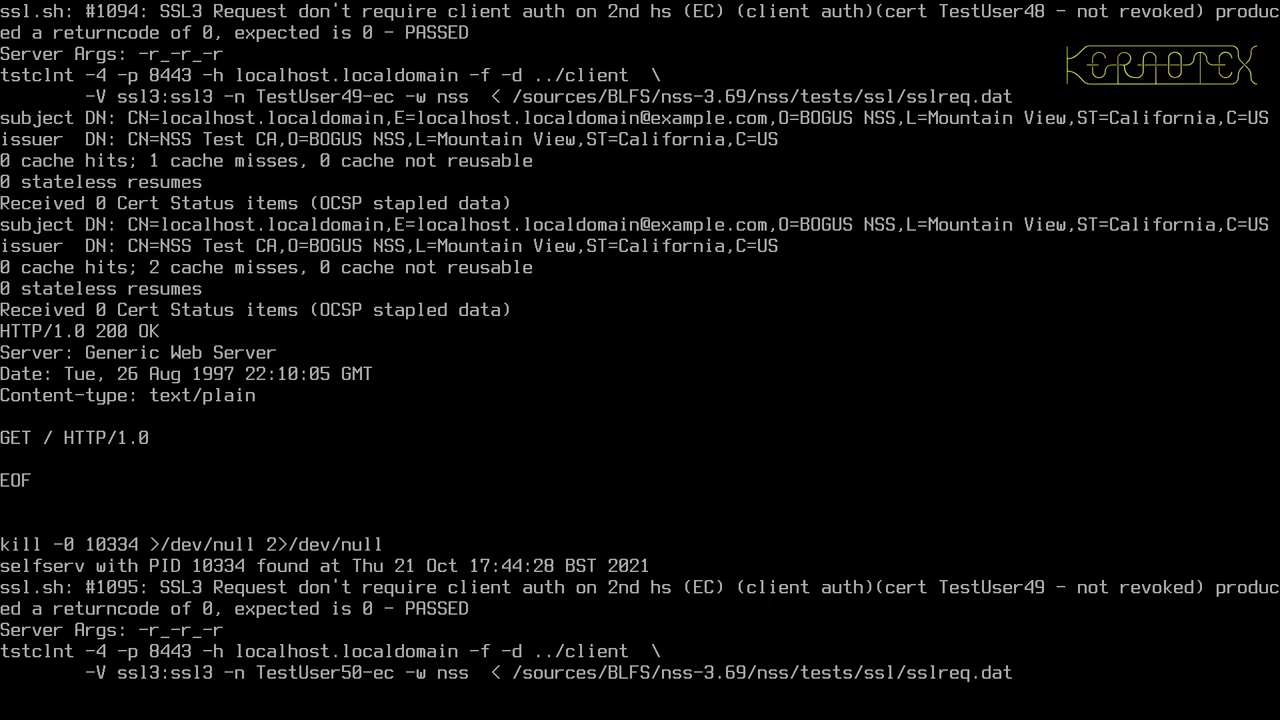 ssl.sh: #1094: SSL3 Request don't require client auth on 2nd hs (EC) (client auth)(cert TestUser48 - not revoked) produc
ed a returncode of 0, expected is 0 - PASSED
Server Args: -r_-r_-r
tstclnt -4 -p 8443 -h localhost.localdomain -f -d ../client  \
        -V ssl3:ssl3 -n TestUser49-ec -w nss  < /sources/BLFS/nss-3.69/nss/tests/ssl/sslreq.dat
KERNOTEX
subject DN: CN=localhost.localdomain,E=localhost.localdomain@example.com,O=BOGUS NSS,L=Mountain View,ST=California,C=US
issuer  DN: CN=NSS Test CA,O=BOGUS NSS,L=Mountain View,ST=California,C=US
0 cache hits; 1 cache misses, 0 cache not reusable
0 stateless resumes
Received 0 Cert Status items (OCSP stapled data)
subject DN: CN=localhost.localdomain,E=localhost.localdomain@example.com,O=BOGUS NSS,L=Mountain View,ST=California,C=US
issuer  DN: CN=NSS Test CA,O=BOGUS NSS,L=Mountain View,ST=California,C=US
0 cache hits; 2 cache misses, 0 cache not reusable
0 stateless resumes
Received 0 Cert Status items (OCSP stapled data)
HTTP/1.0 200 OK
Server: Generic Web Server
Date: Tue, 26 Aug 1997 22:10:05 GMT
Content-type: text/plain
GET / HTTP/1.0
EOF
kill -0 10334 >/dev/null 2>/dev/null
selfserv with PID 10334 found at Thu 21 Oct 17:44:28 BST 2021
ssl.sh: #1095: SSL3 Request don't require client auth on 2nd hs (EC) (client auth)(cert TestUser49 - not revoked) produc
ed a returncode of 0, expected is 0 - PASSED
Server Args: -r_-r_-r
tstclnt -4 -p 8443 -h localhost.localdomain -f -d ../client  \
        -V ssl3:ssl3 -n TestUser50-ec -w nss  < /sources/BLFS/nss-3.69/nss/tests/ssl/sslreq.dat